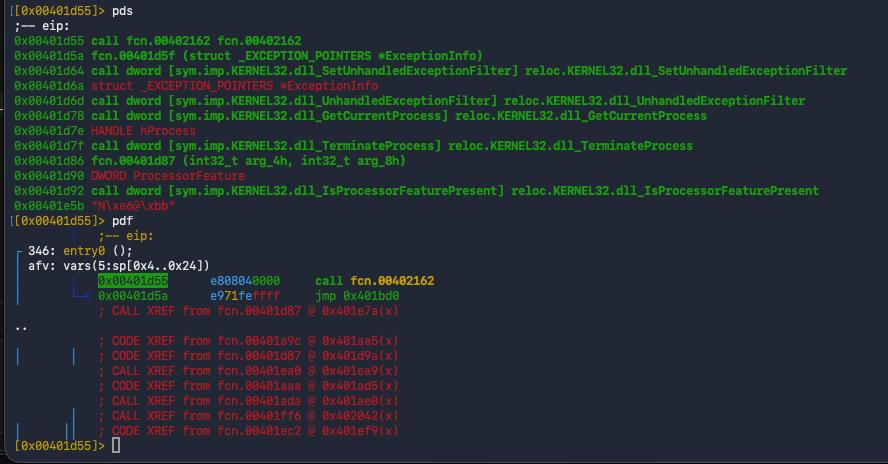 [[0x00401d55]> pds
;-- eip:
0x00401d55 call fcn.00402162 fcn.00402162
0x00401d5a fcn.00401d5f (struct _EXCEPTION_POINTERS *ExceptionInfo)
0x00401d64 call dword [sym.imp.KERNEL32.dll_SetUnhandledExceptionFilter] reloc.KERNEL32.dll_SetUnhandledExceptionFilter
0x00401d6a struct _EXCEPTION_POINTERS *ExceptionInfo
0x00401d6d call dword [sym.imp.KERNEL32.dll_UnhandledExceptionFilter] reloc.KERNEL32.dll_UnhandledExceptionFilter
0x00401d78 call dword [sym.imp.KERNEL32.dll_GetCurrentProcess] reloc.KERNEL32.dll_GetCurrentProcess
0x00401d7e HANDLE hProcess
0x00401d7f call dword [sym.imp.KERNEL32.dll_TerminateProcess] reloc.KERNEL32.dll_TerminateProcess
0x00401d86 fcn.00401d87 (int32_t arg_4h, int32_t arg_8h)
0x00401d90 DWORD ProcessorFeature
0x00401d92 call dword [sym.imp.KERNEL32.dll_IsProcessorFeaturePresent] reloc.KERNEL32.dll_IsProcessorFeaturePresent
0x00401e5b "N\xe6@\xbb"
[[0x00401d55]> pdf
;-- eip:
346: entry0 ();
afv: vars(5:sp[0x4..0x24])
0x00401d55 e808040000 call fcn.00402162
0x00401d5a e971feffff jmp 0x401bd0
; CALL XREF from fcn.00401d87 @ 0x401e7a(x)
..
; CODE XREF from fcn.00401a9c @ 0x401aa5(x)
; CODE XREF from fcn.00401d87 @ 0x401d9a(x)
; CALL XREF from fcn.00401ea0 @ 0x401ea9(x)
; CODE XREF from fcn.00401aaa @ 0x401ad5(x)
; CALL XREF from fcn.00401ada @ 0x401ae0(x)
; CALL XREF from fcn.00401ff6 @ 0x402042(x)
; CODE XREF from fcn.00401ec2 @ 0x401ef9(x)
[0x00401d55]>